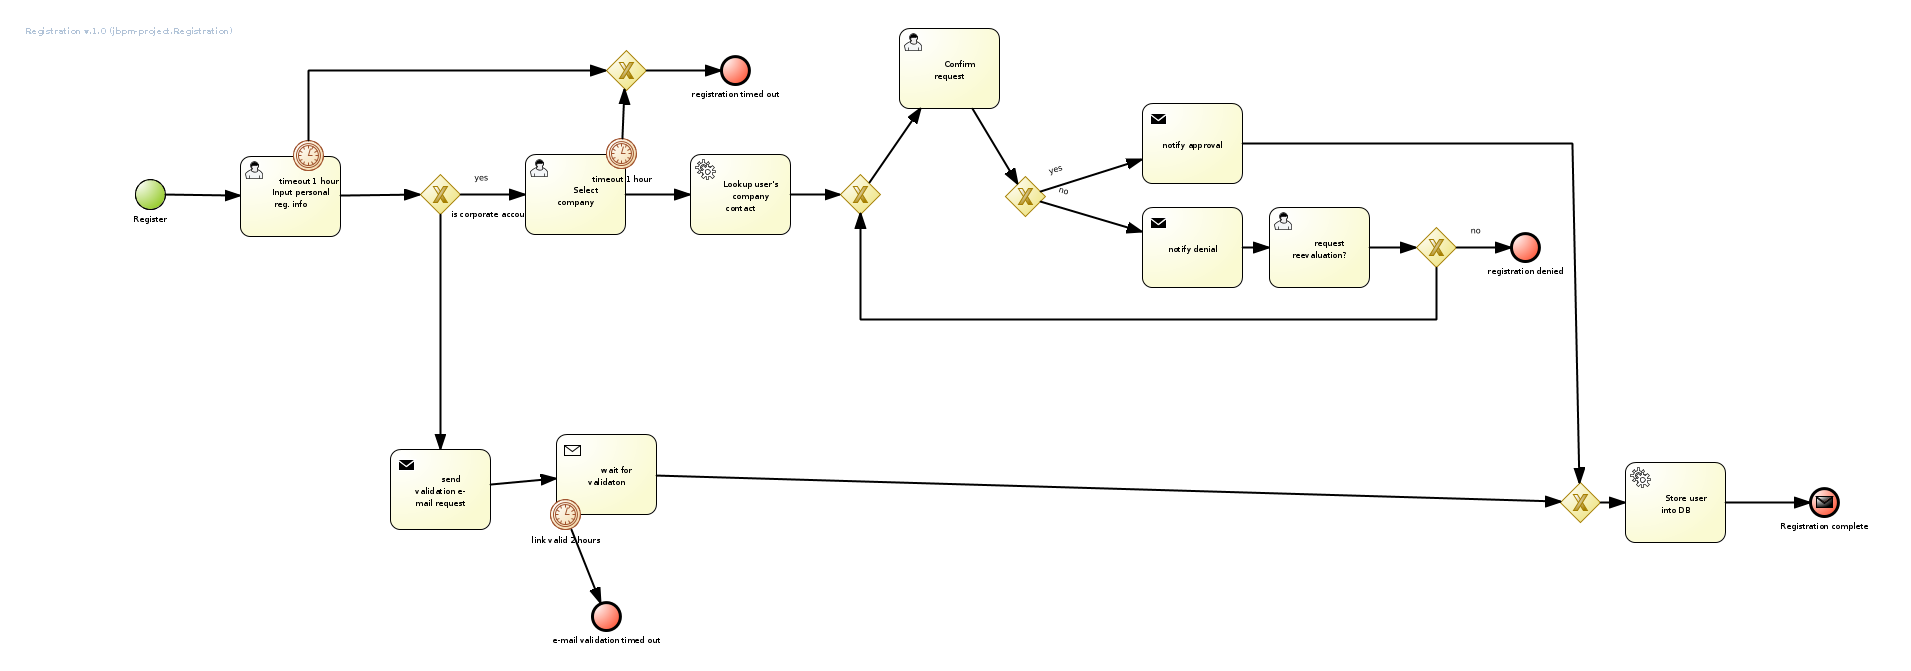 Registration v.1.0 (jbpm-project.Registration)
Confirm
request
registration timed out
yes
notify approval
timeout 1 hour
Input personal
reg. info
Register
yes
is corporate accou
timeout 1 hour
Select
company
Lookup user's
company
contact
no
notify denial
request
reevaluation?
no
registration denied
send
validation e-
mail request
wait for
validaton
link valid 2 hours
e-mail validation timed out
Store user
into DB
Registration complete